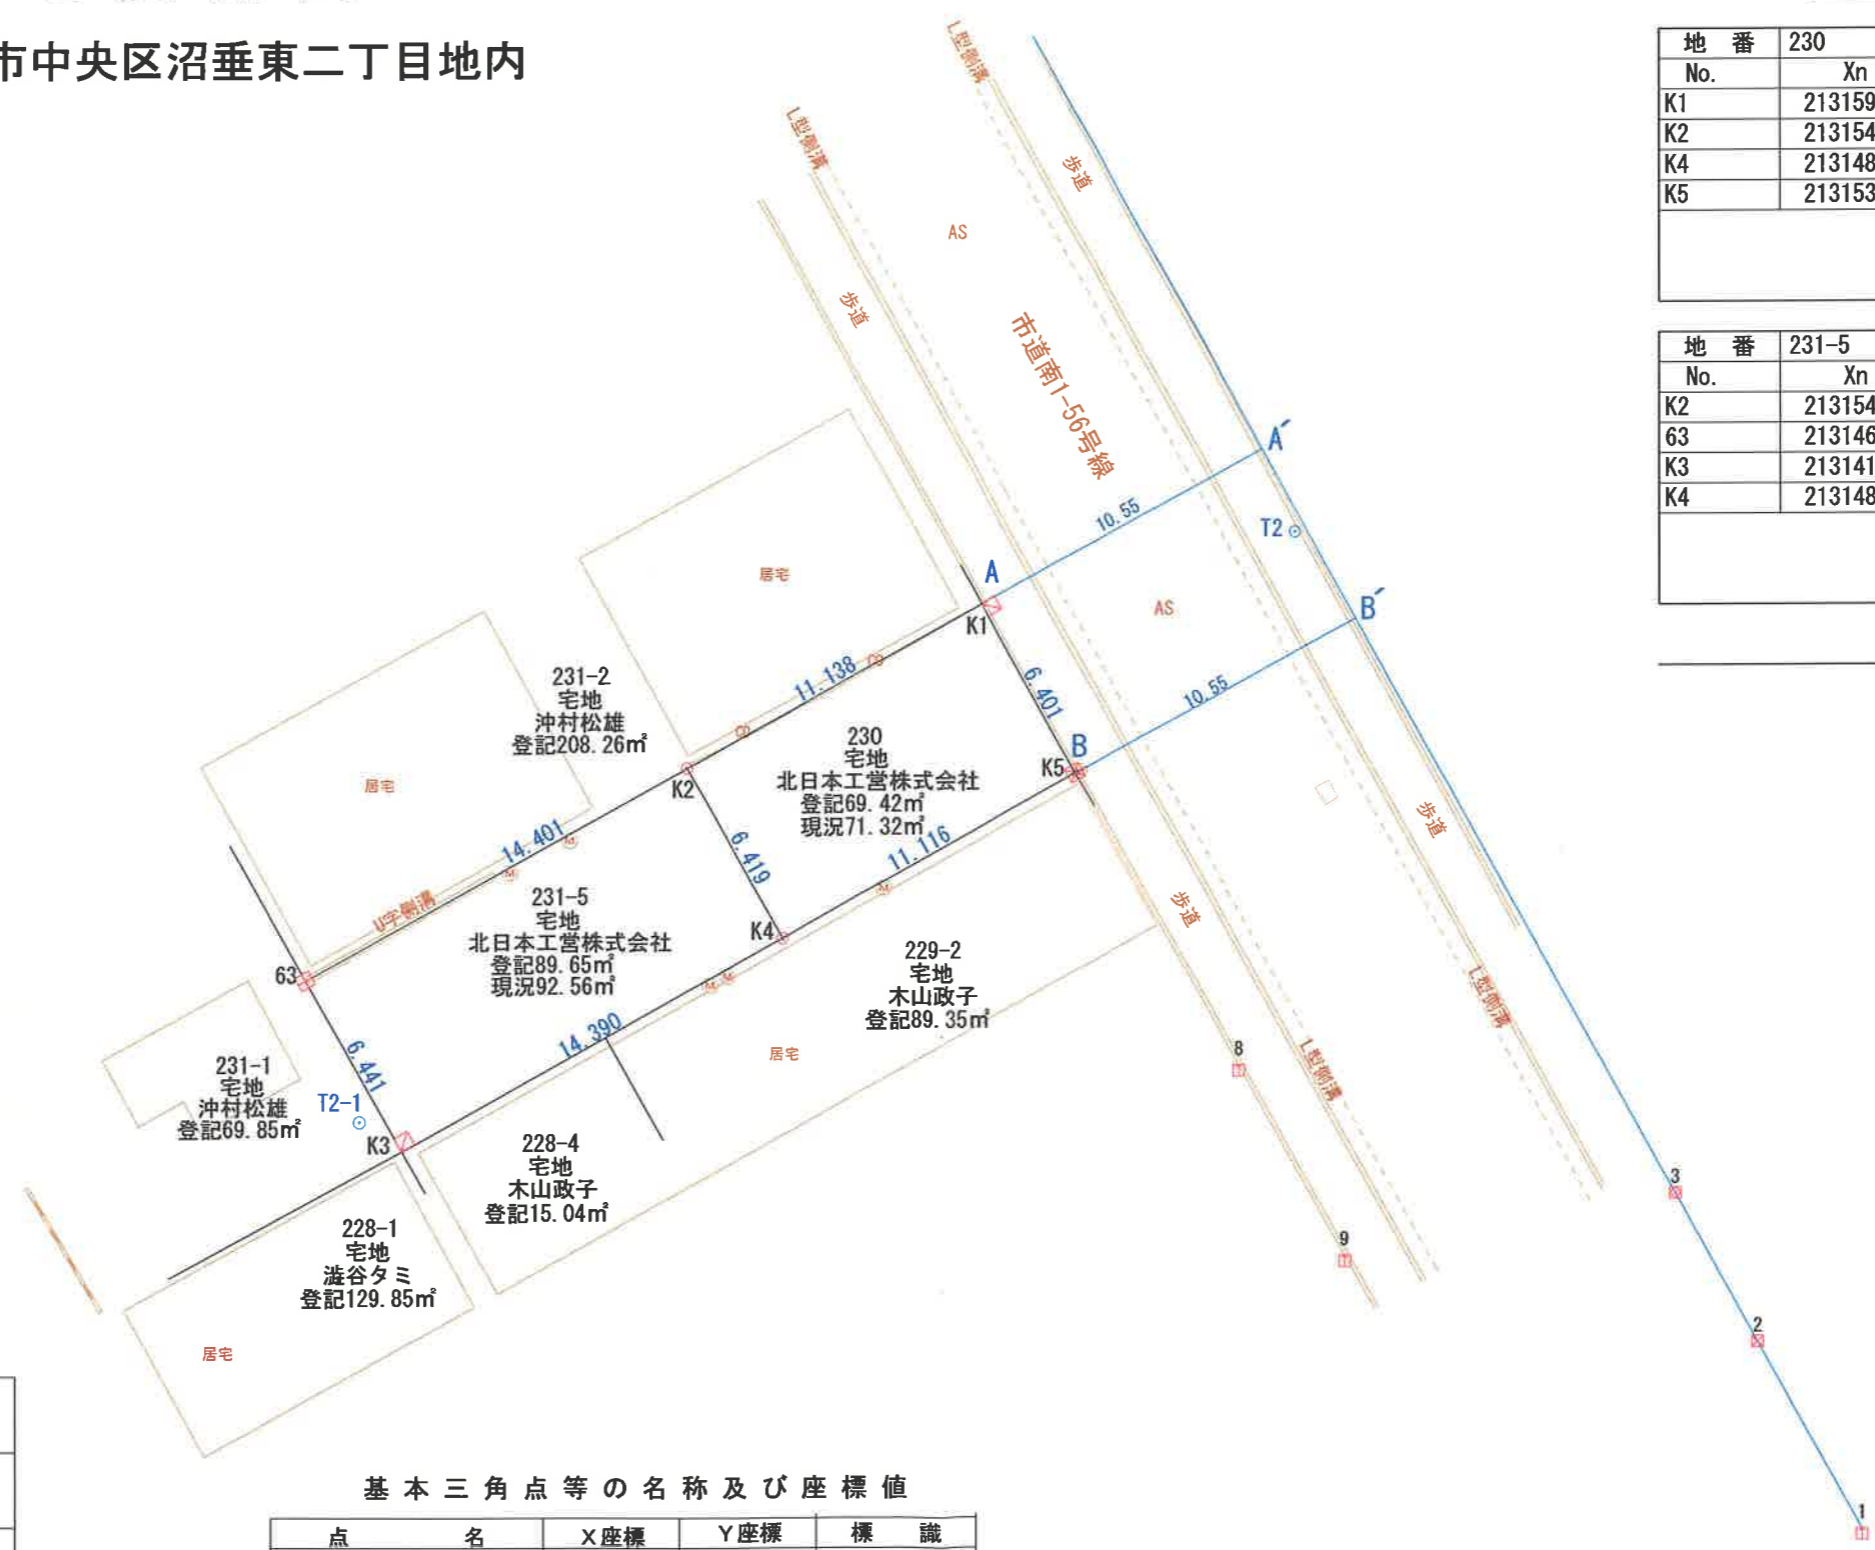 市中央区沼垂東二丁目地内
地 番 230
No. Xn
K1 213159
K2 213154
K4 213148
K5 213153
地 番 231-5
No. Xn
K2 213154
63 213146
K3 213141
K4 213148
L型側溝
L型側溝
歩道
歩道
AS
市道南1-56号線
A´
10.55
T2
B´
A
K1
AS
居宅
6.401
10.55
11.138
B
K5
231-2
宅地
沖村松雄
登記208.26㎡
230
宅地
北日本工営株式会社
登記69.42㎡
現況71.32㎡
居宅
K2
14.401
6.419
11.116
M
M
M
歩道
歩道
U字側溝
231-5
宅地
北日本工営株式会社
登記89.65㎡
現況92.56㎡
K4
M
M
63
229-2
宅地
木山政子
登記89.35㎡
居宅
14.390
L型側溝
L型側溝
8
231-1
宅地
沖村松雄
登記69.85㎡
6.441
T2-1
K3
228-4
宅地
木山政子
登記15.04㎡
228-1
宅地
澁谷タミ
登記129.85㎡
居宅
9
3
2
1
基本三角点等の名称及び座標値
点 名 X座標 Y座標 標 識